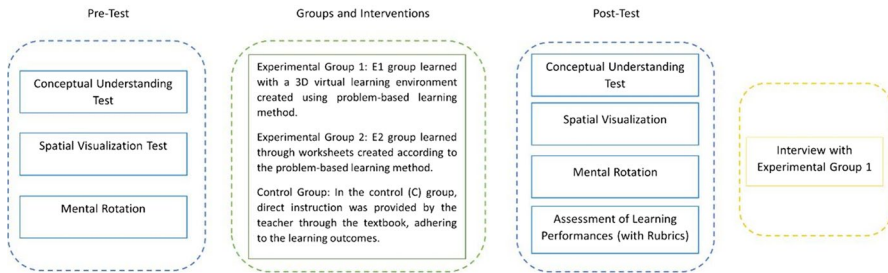 Pre-Test
Conceptual Understanding
Test
Spatial Visualization Test
Mental Rotation
Groups and Interventions
Experimental Group 1: E1 group learned
with a 3D virtual learning environment
created using problem-based learning
method.
Experimental Group 2: E2 group learned
through worksheets created according to
the problem-based learning method.
Control Group: In the control (C) group,
direct instruction was provided by the
teacher through the textbook, adhering
to the learning outcomes.
Post-Test
Conceptual Understanding
Test
Spatial Visualization
Mental Rotation
Assessment of Learning
Performances (with Rubrics)
Interview with
Experimental Group 1